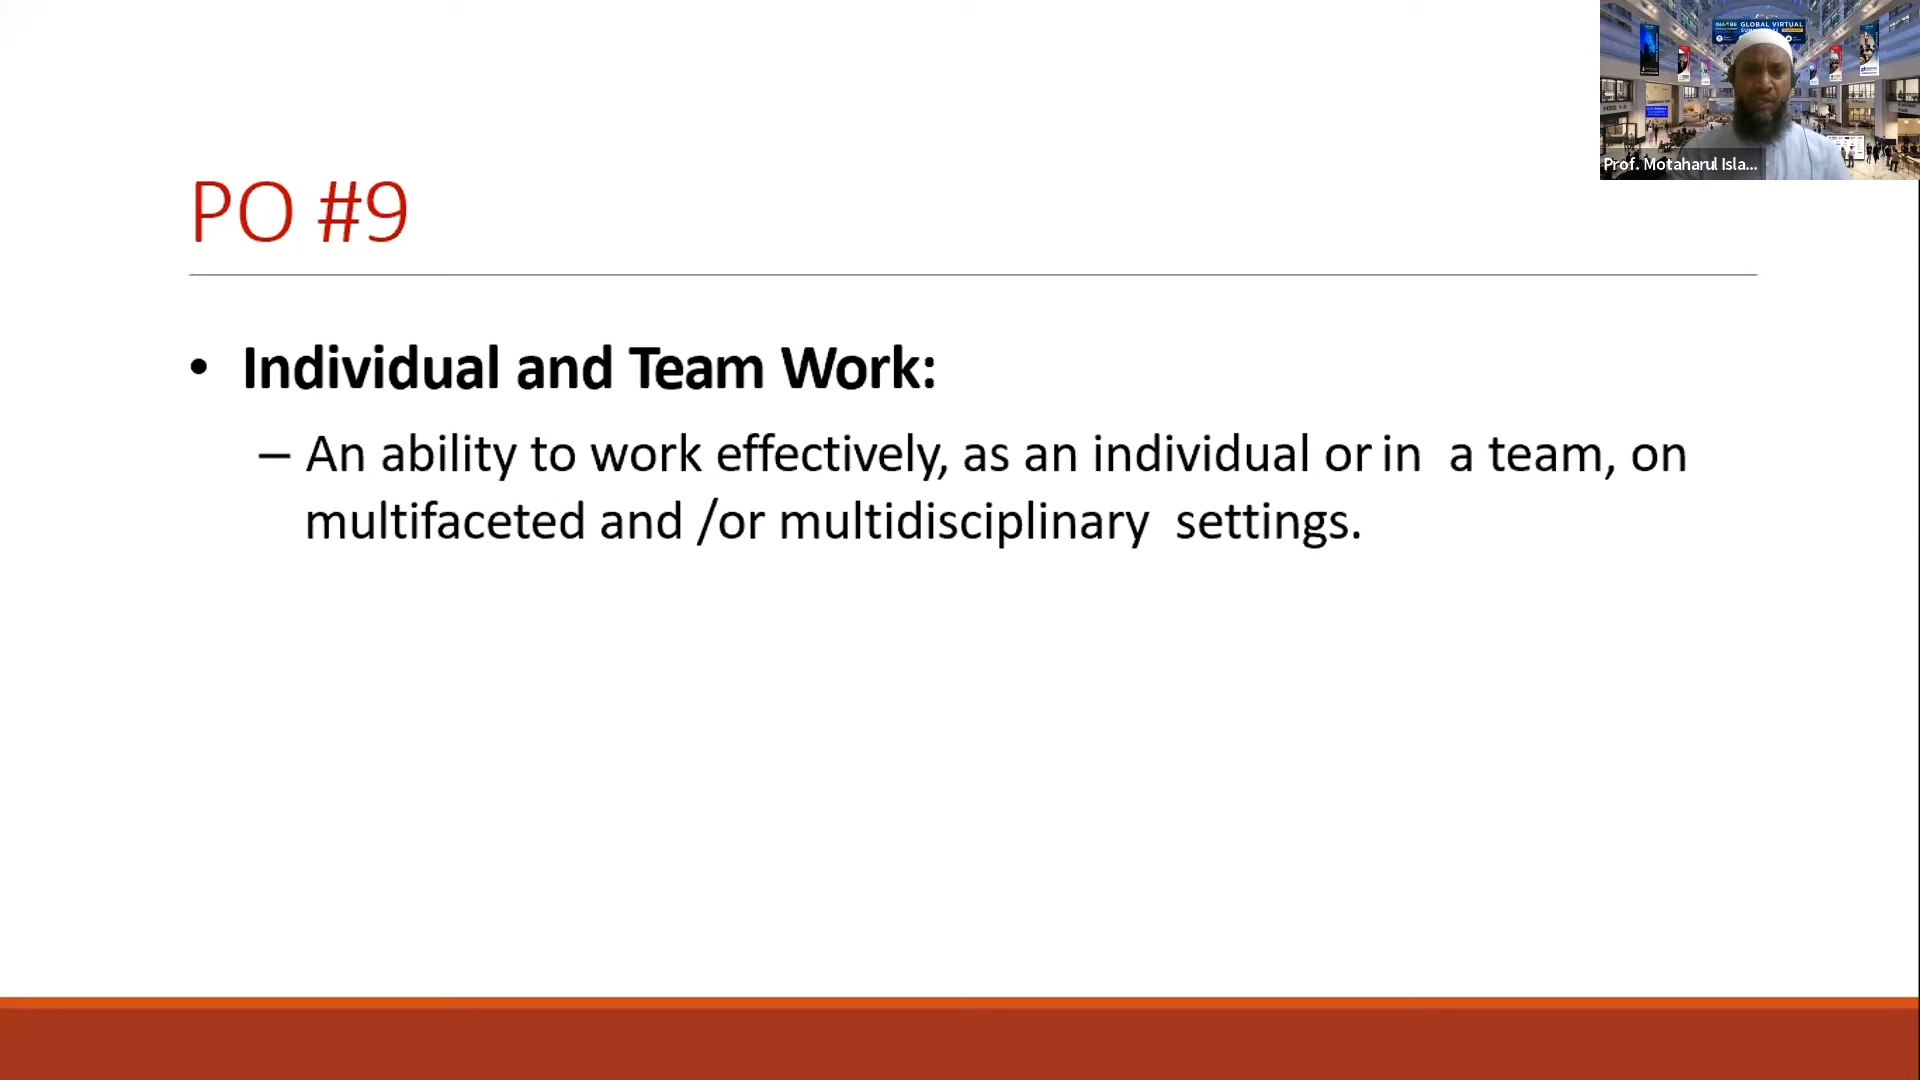 PO #9
• Individual and Team Work:
– An ability to work effectively, as an individual or in a team, on
multifaceted and /or multidisciplinary settings.
GLOBAL VIRTUAL
Prof. Motaharul Isla...